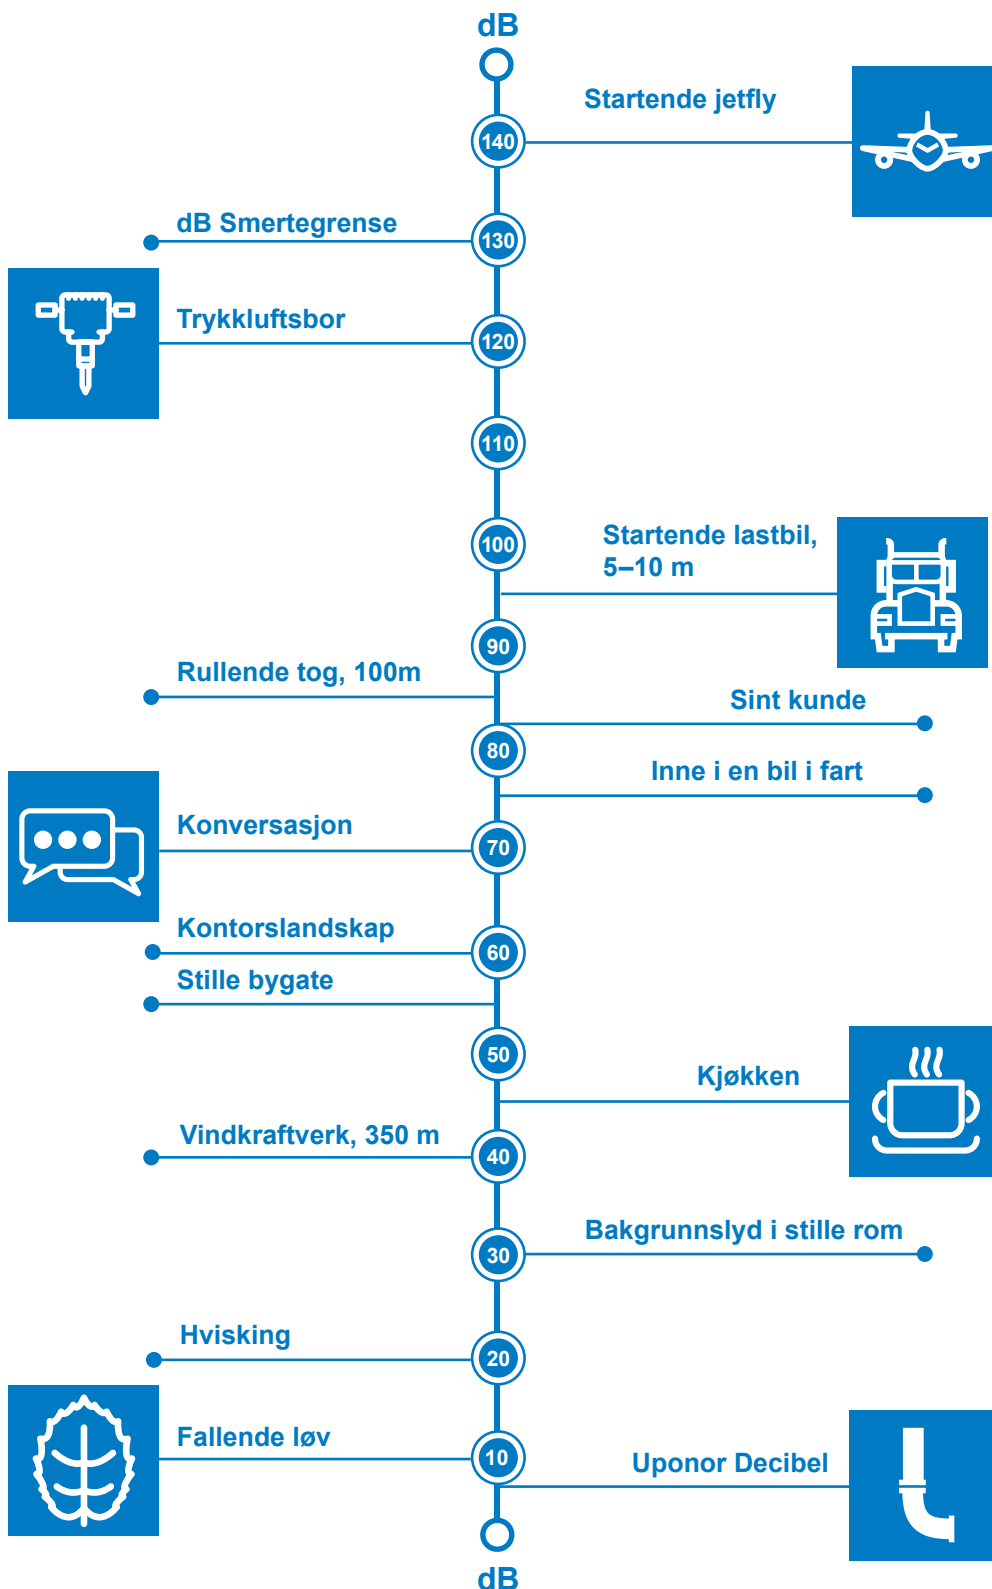 dB
Startende jetfly
140
dB Smertegrense
130
Trykkluftsbor
120
110
100
Startende lastbil,
5–10 m
90
Rullende tog, 100m
Sint kunde
80
Inne i en bil i fart
Konversasjon
70
Kontorslandskap
60
Stille bygate
50
Kjøkken
Vindkraftverk, 350 m
40
Bakgrunnslyd i stille rom
30
Hvisking
20
Fallende løv
10
Uponor Decibel
dB